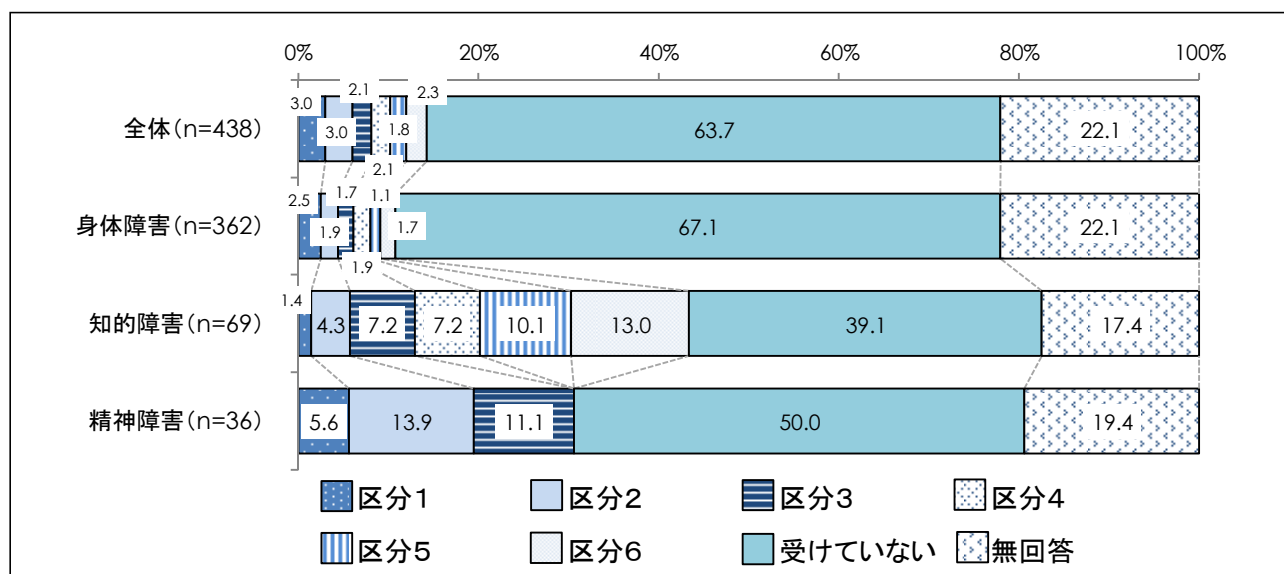 0% 20% 40% 60% 80% 100%
全体(n=438) 3.0 3.0 2.1 2.1 1.8 2.3 63.7 22.1
身体障害(n=362) 2.5 1.9 1.7 1.9 1.1 1.7 67.1 22.1
知的障害(n=69) 1.4 4.3 7.2 7.2 10.1 13.0 39.1 17.4
精神障害(n=36) 5.6 13.9 11.1 50.0 19.4
区分1 区分2 区分3 区分4
区分5 区分6 受けていない 無回答